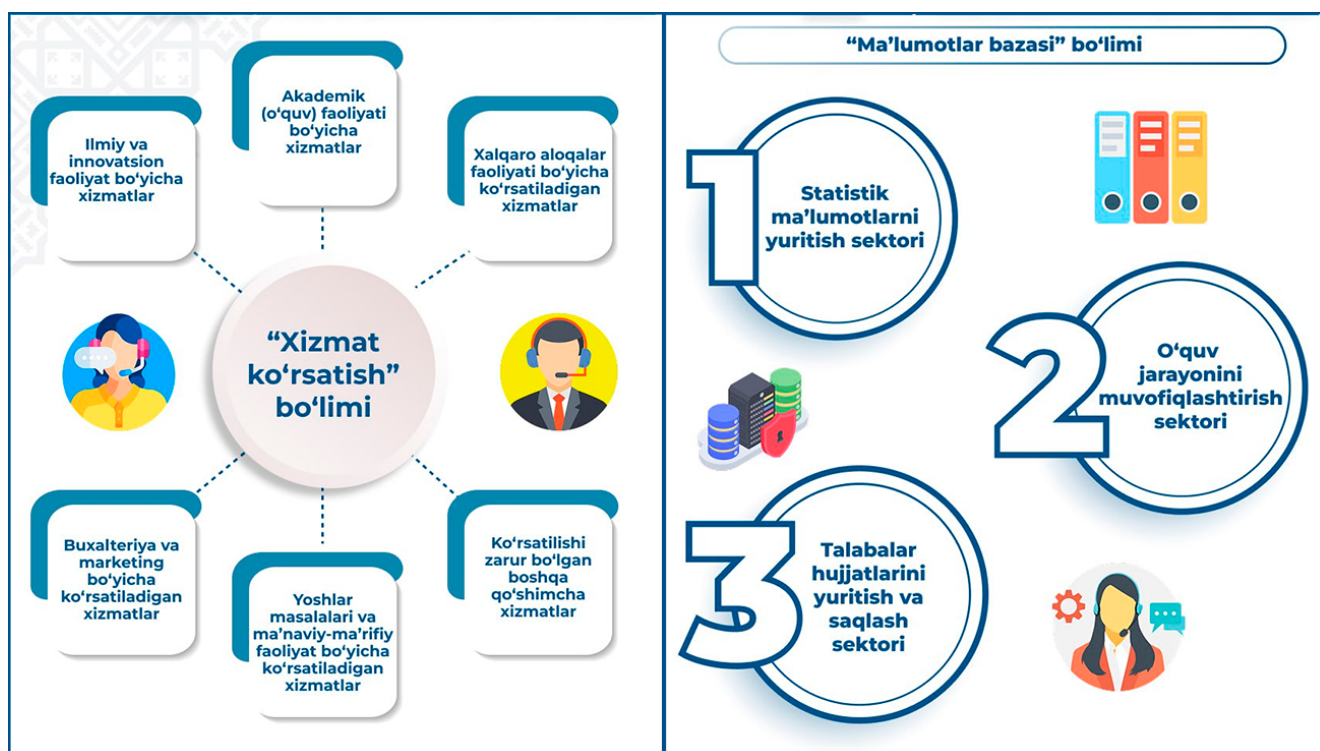 Akademik
(o‘quv) faoliyati
bo‘yicha
xizmatlar
Ilmiy va
innovatsion
faoliyat bo‘yicha
xizmatlar
Xalqaro aloqalar
faoliyati bo‘yicha
ko‘rsatiladigan
xizmatlar
“Xizmat
ko‘rsatish”
bo‘limi
Buxalteriya va
marketing
bo‘yicha
ko‘rsatiladigan
xizmatlar
Yoshlar
masalalari va
ma’naviy-ma’rifiy
faoliyat bo‘yicha
ko‘rsatiladigan
xizmatlar
Ko‘rsatilishi
zarur bo‘lgan
boshqa
qo‘shimcha
xizmatlar
“Ma’lumotlar bazasi” bo‘limi
1
Statistik
ma’lumotlarni
yuritish sektori
2
O‘quv
jarayonini
muvofiqlashtirish
sektori
3
Talabalar
hujjatlarini
yuritish va
saqlash
sektori